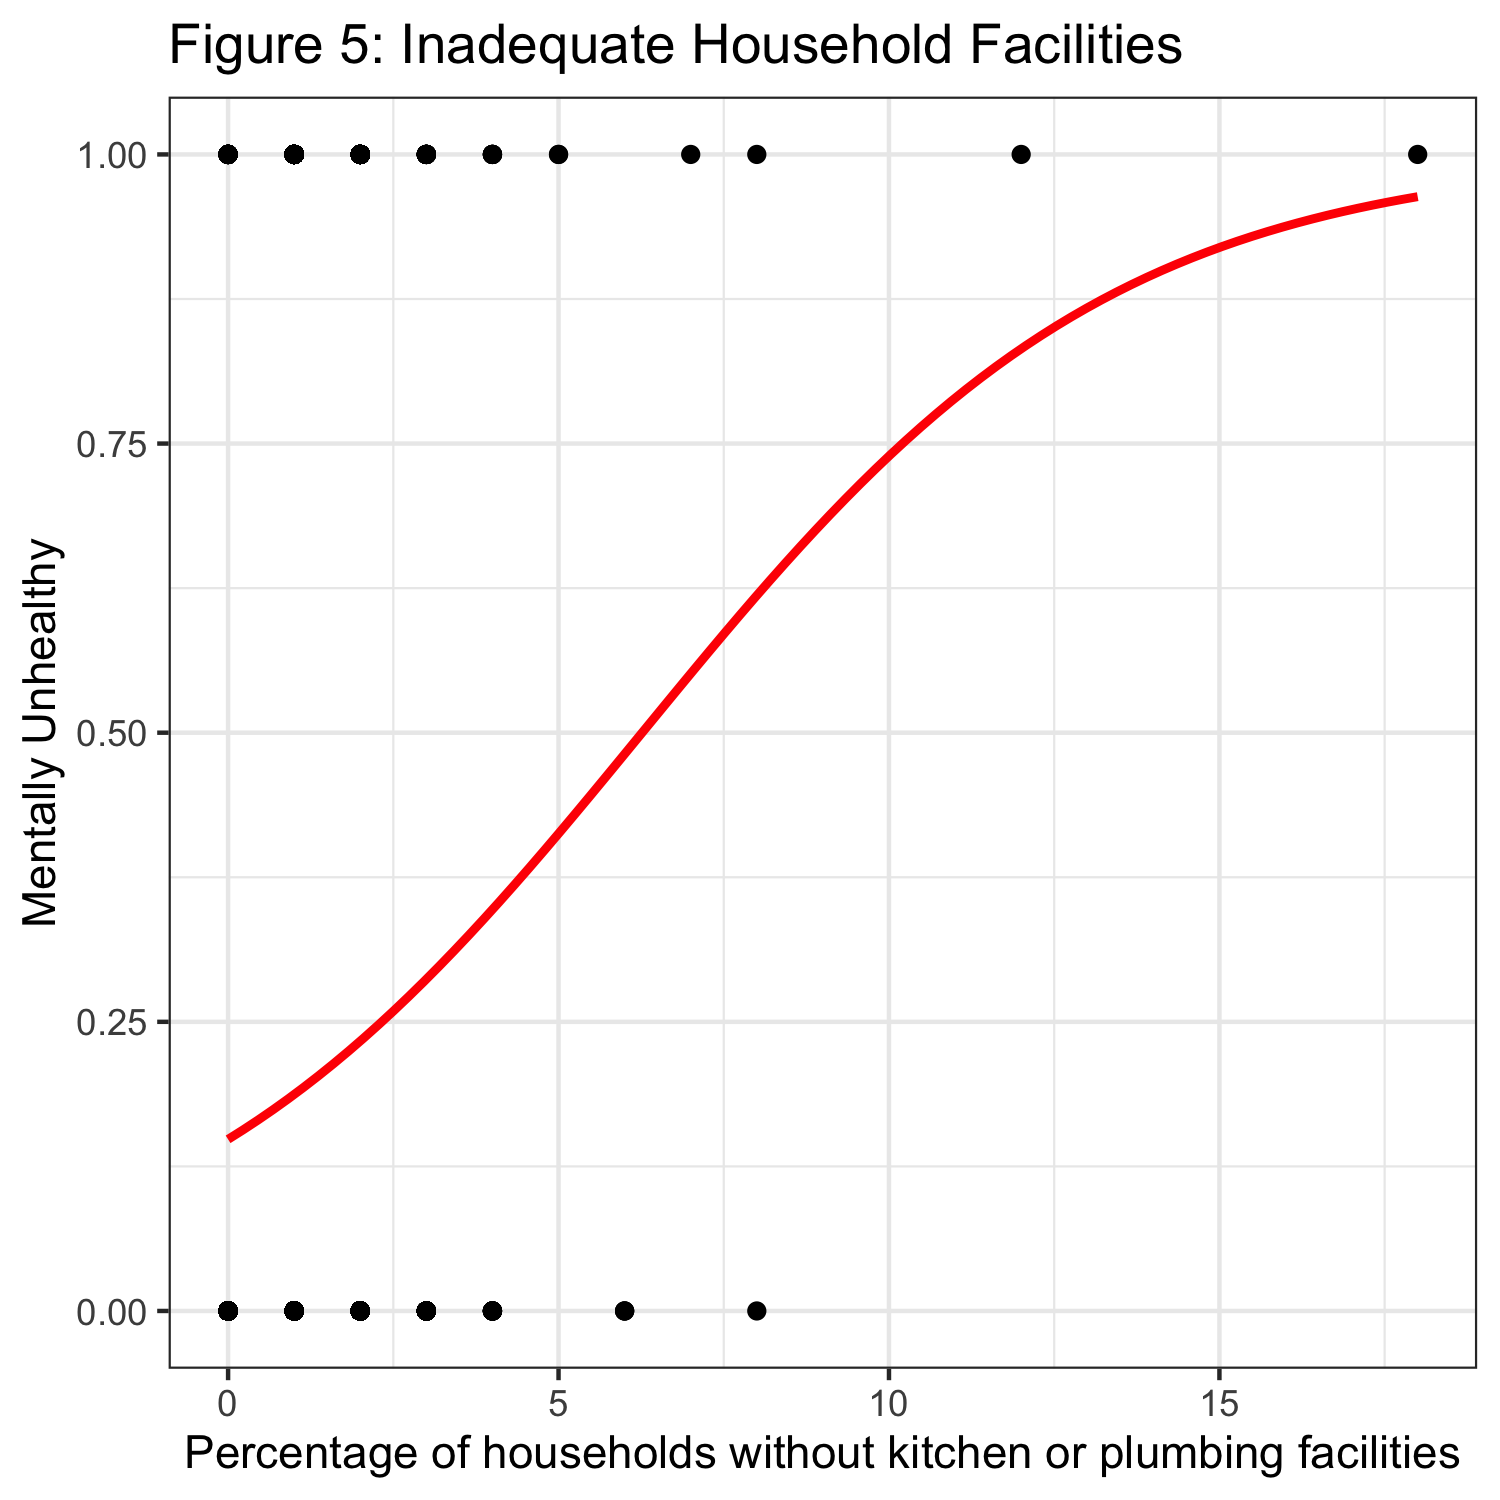 Figure 5: Inadequate Household Facilities
1.00
0.75
0.50
0.25
0.00
Mentally Unhealthy
0 5 10 15
Percentage of households without kitchen or plumbing facilities